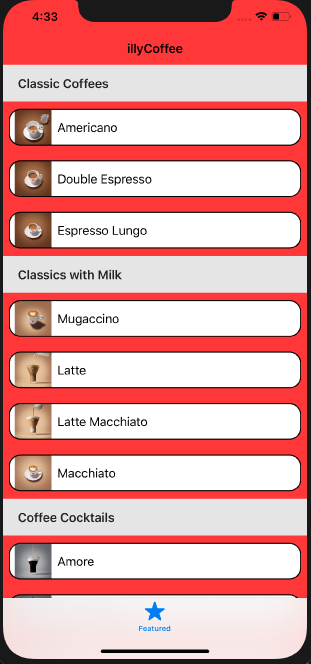 4:33
illyCoffee
Classic Coffees
Americano
Double Espresso
Espresso Lungo
Classics with Milk
Mugaccino
Latte
Latte Macchiato
Macchiato
Coffee Cocktails
Amore
Featured